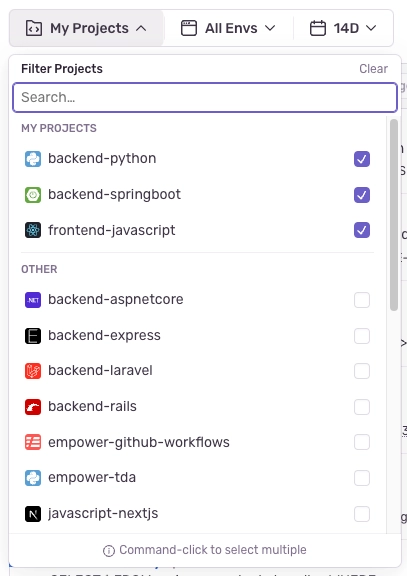 My Projects
All Envs
14D
Filter Projects
Clear
Search...
MY PROJECTS
backend-python
backend-springboot
frontend-javascript
OTHER
.NET
backend-aspnetcore
backend-express
backend-laravel
backend-rails
empower-github-workflows
empower-tda
javascript-nextjs
Command-click to select multiple